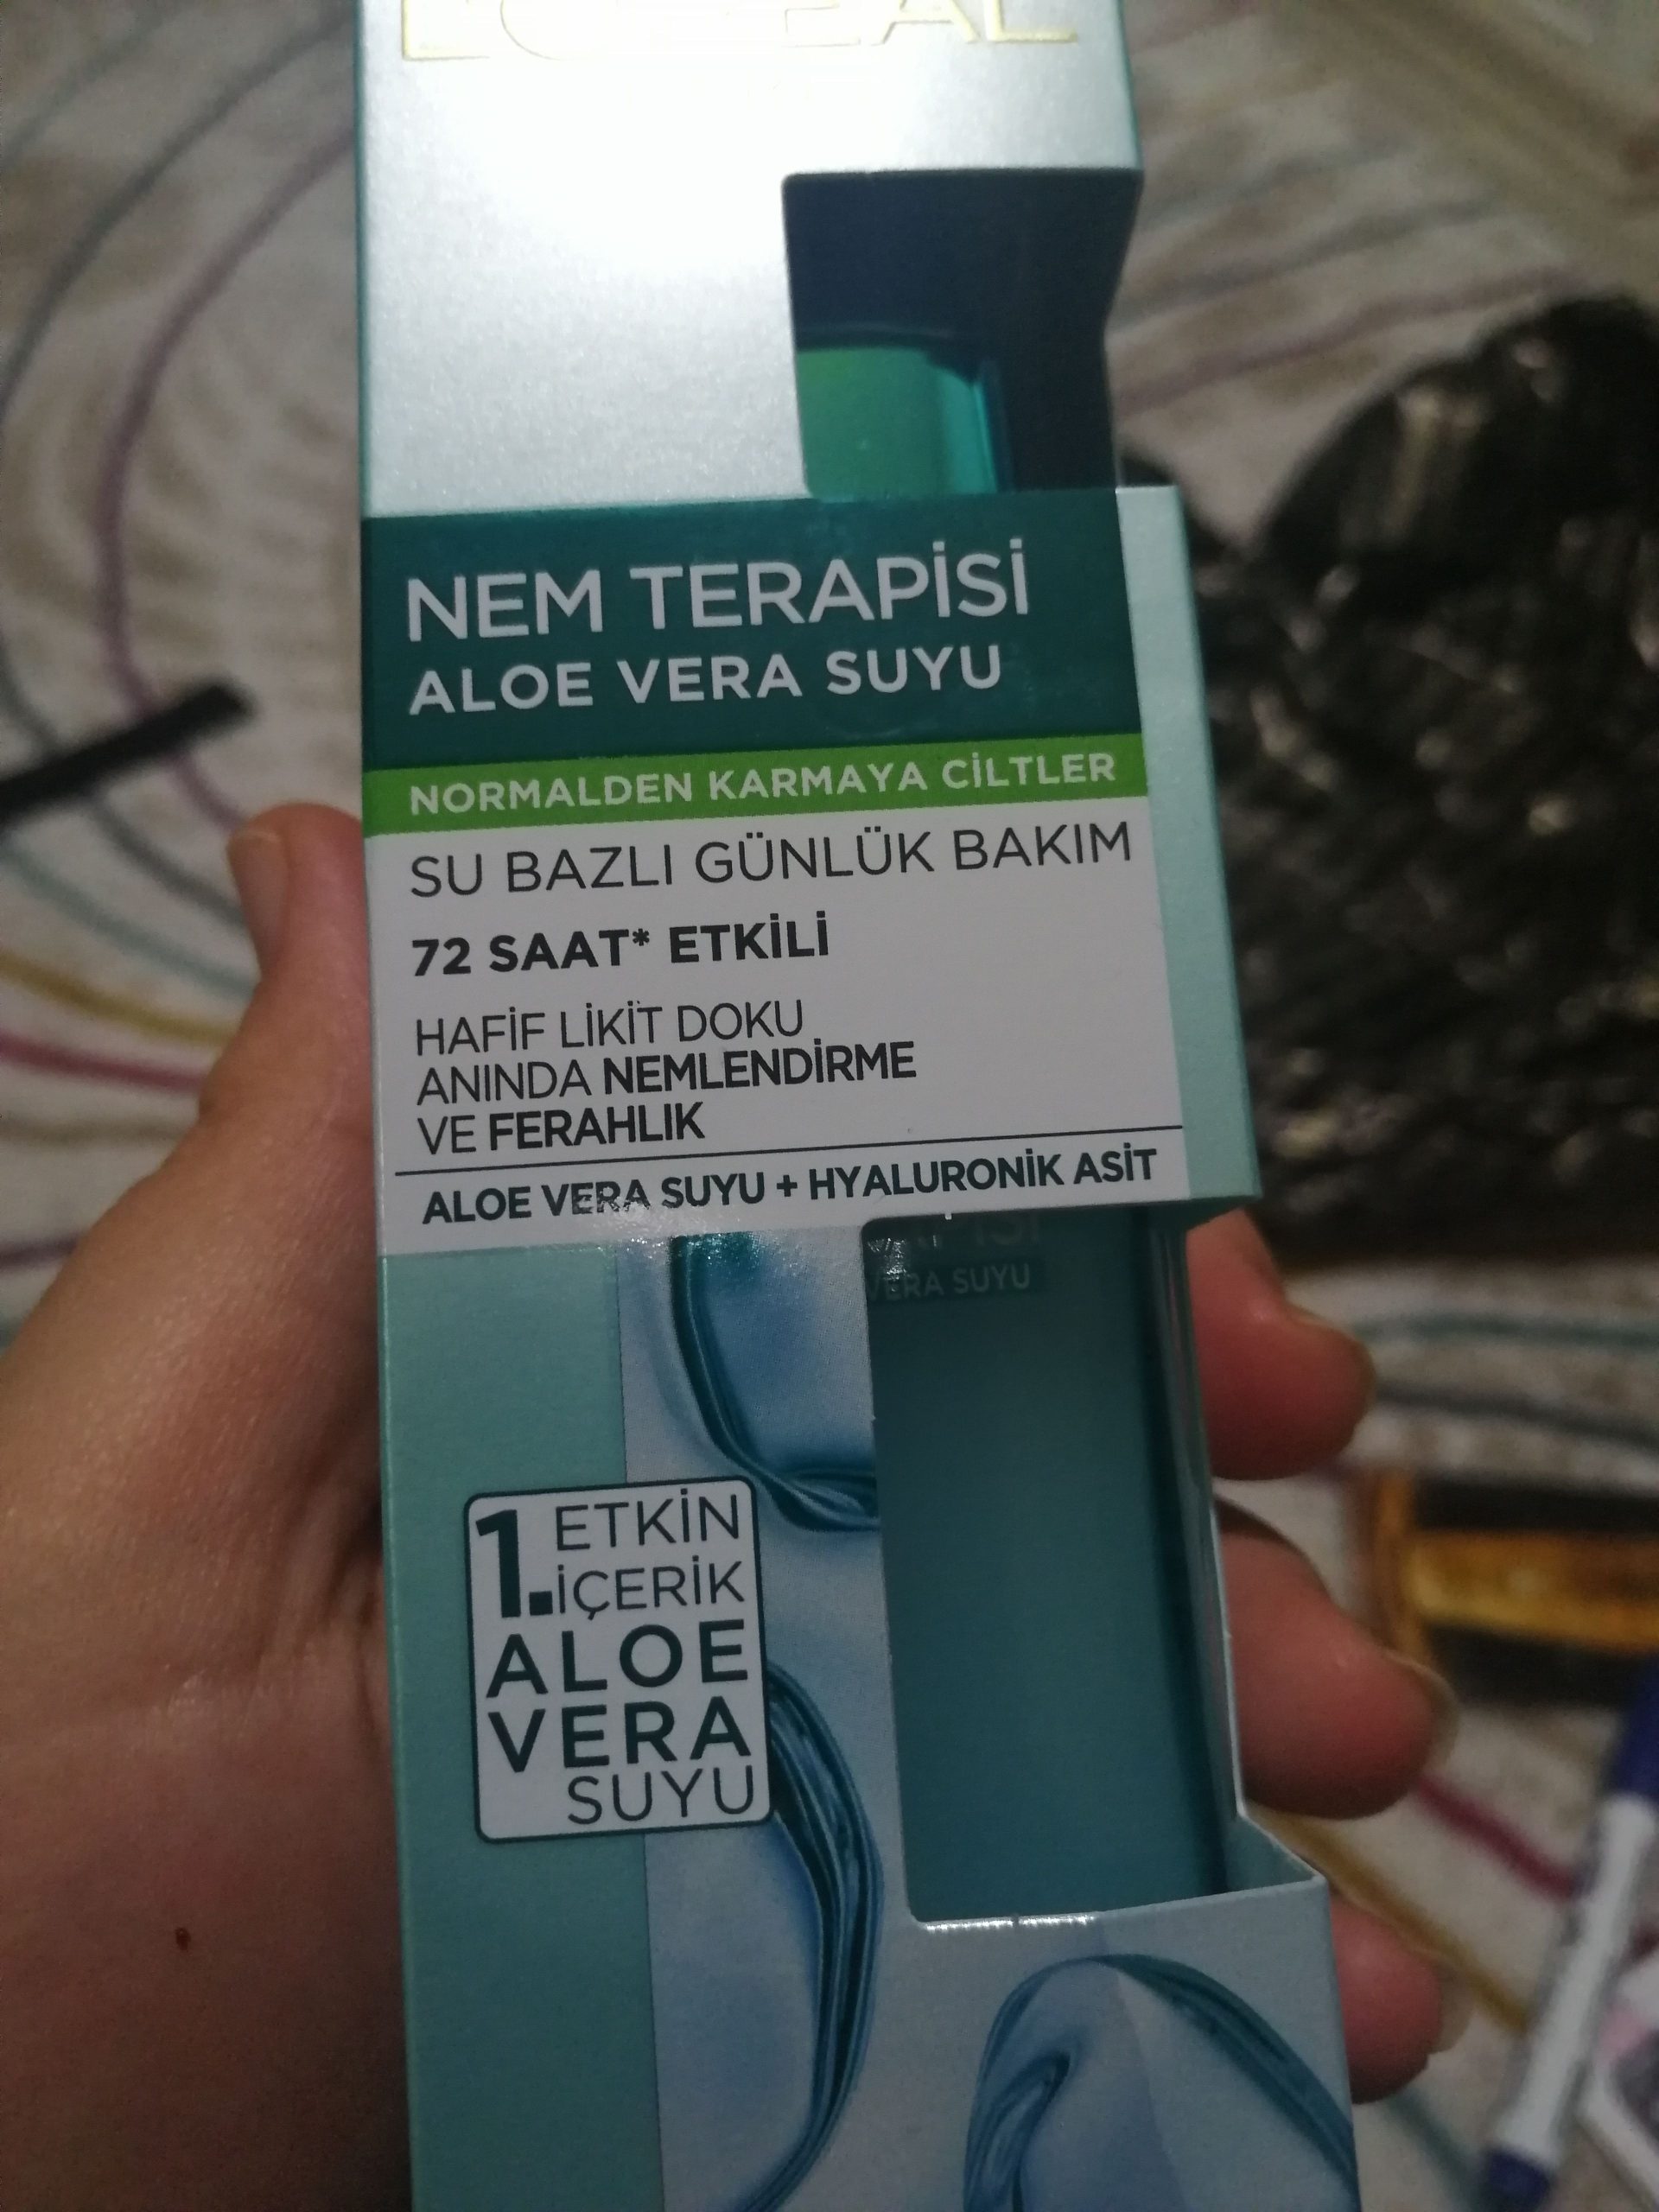 L'ORÉAL
NEM TERAPİSİ
ALOE VERA SUYU
NORMALDEN KARMAYA CİLTLER
SU BAZLI GÜNLÜK BAKIM
72 SAAT* ETKİLİ
HAFİF LİKİT DOKU
ANINDA NEMLENDİRME
VE FERAHLIK
ALOE VERA SUYU + HYALURONİK ASİT
VERA SUYU
1. ETKİN
İÇERİK
ALOE
VERA
SUYU